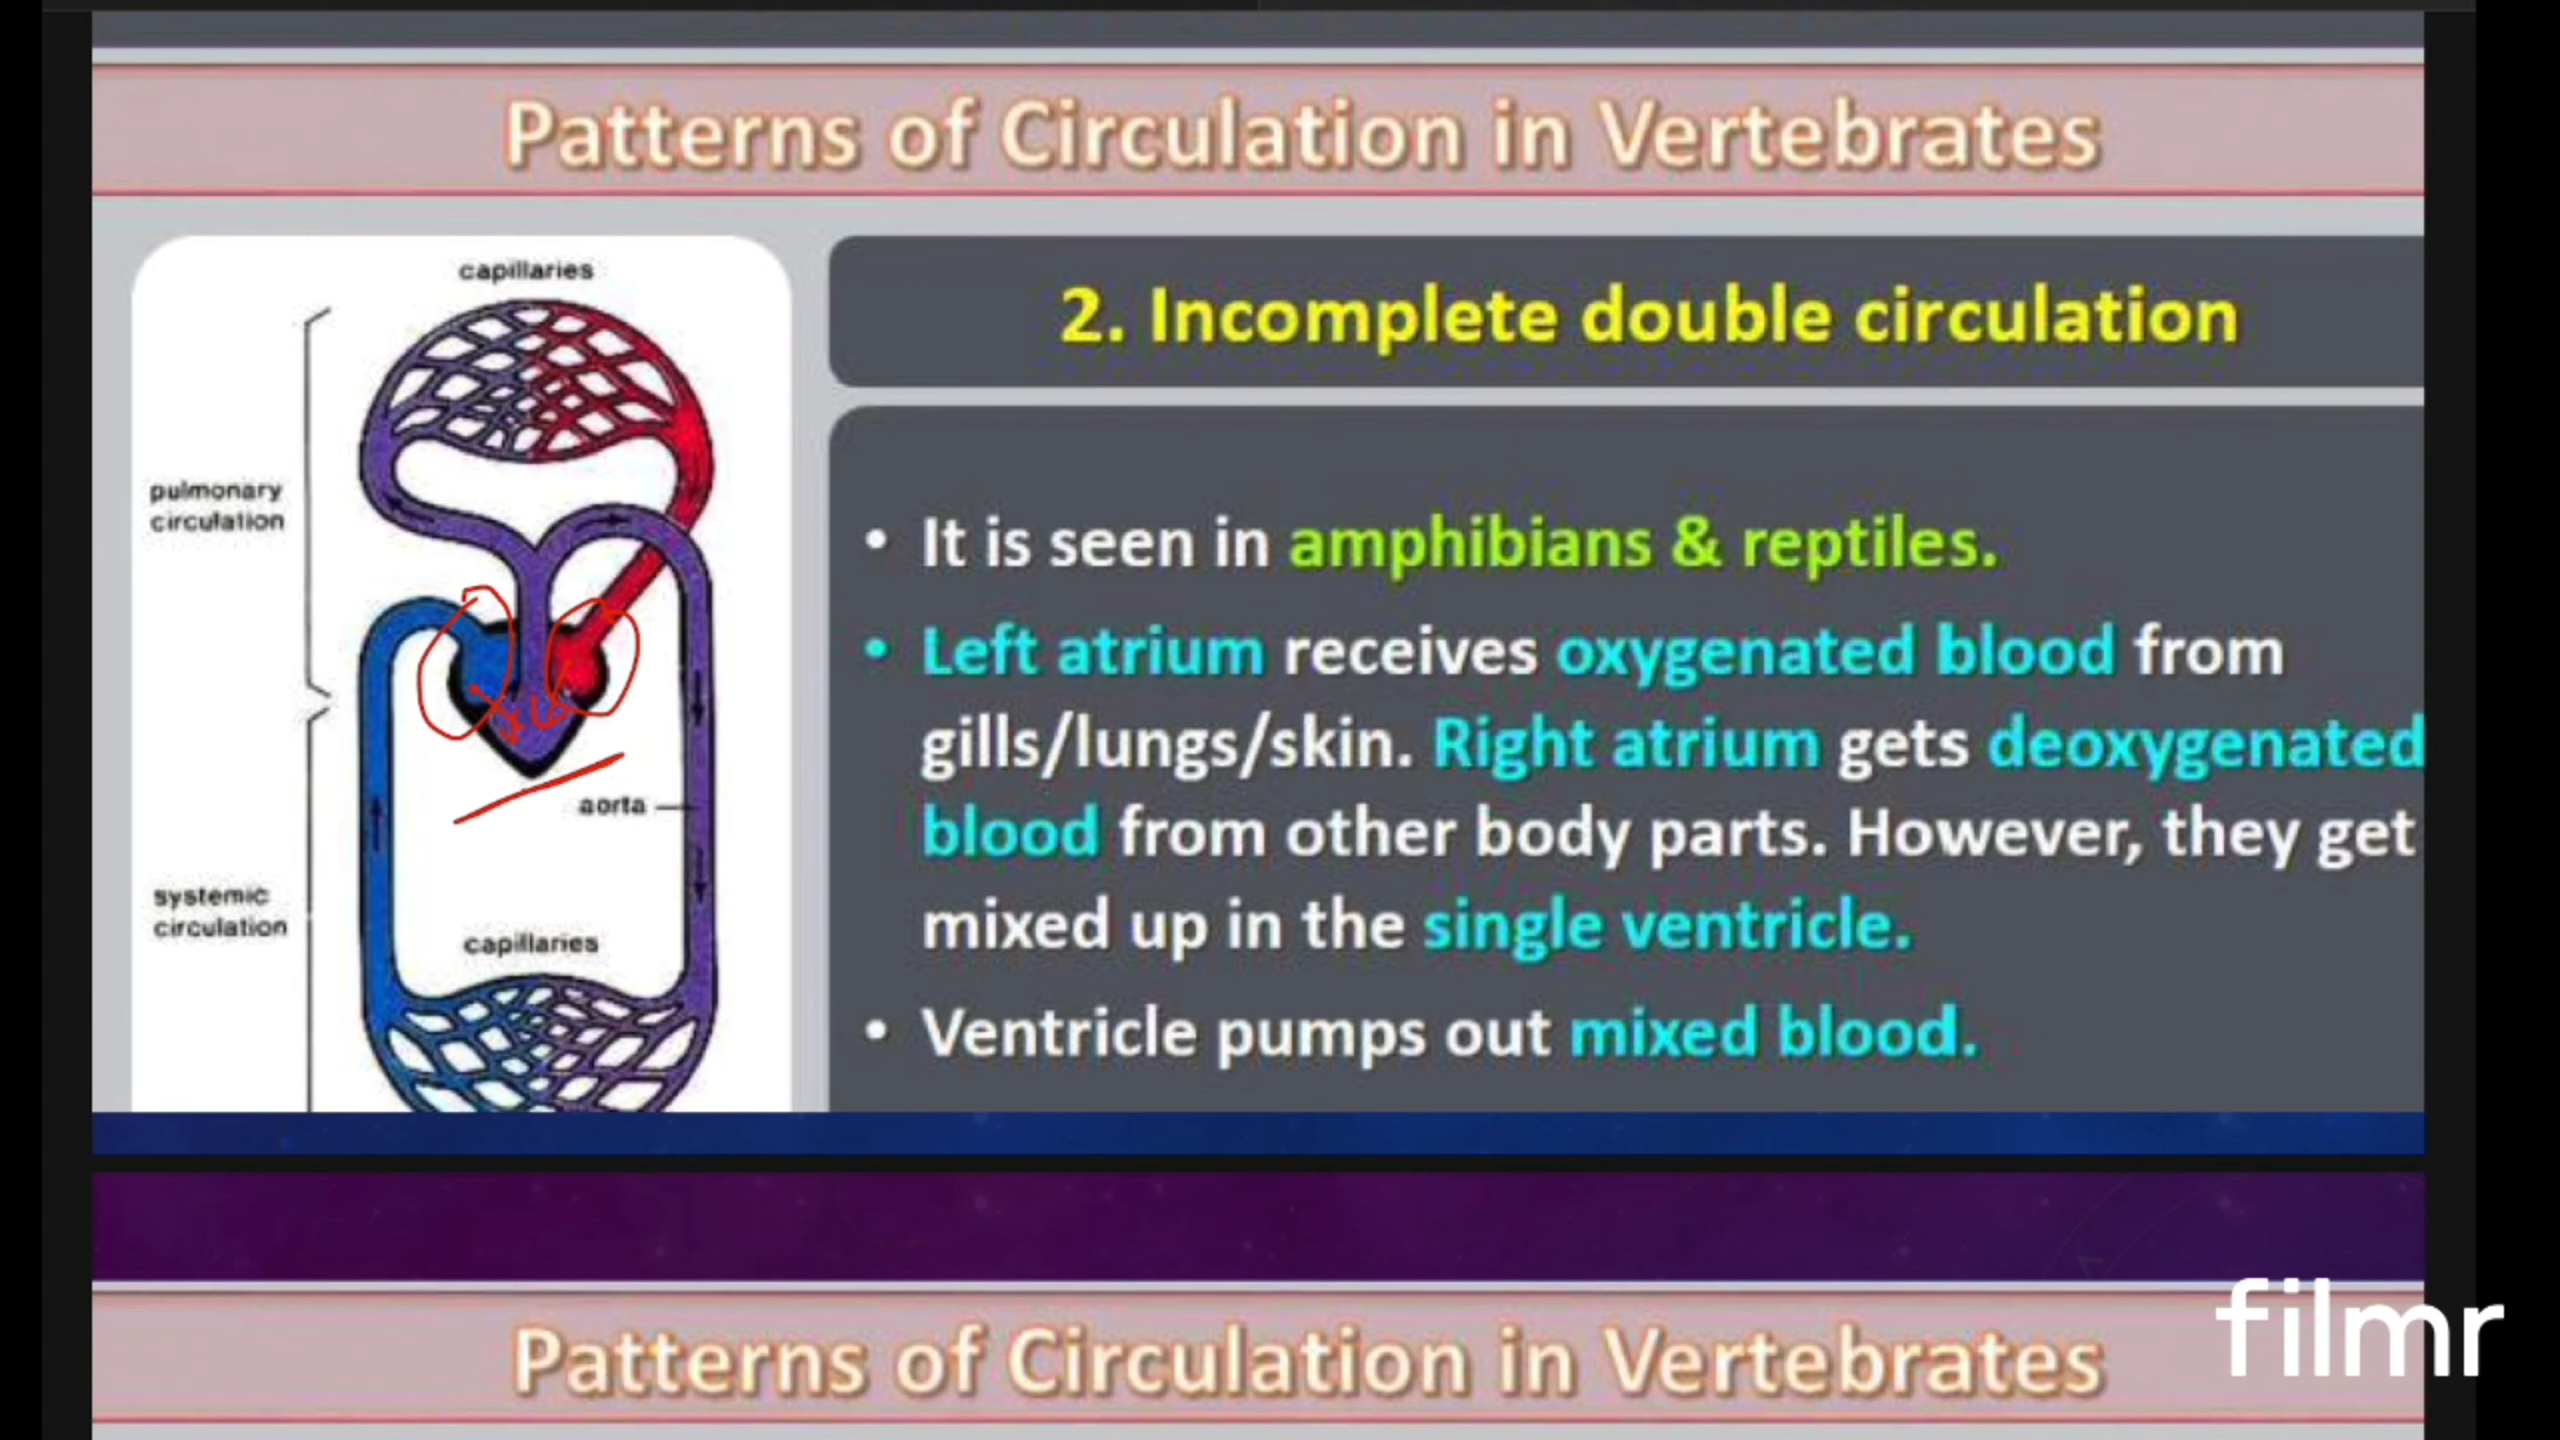 Patterns of Circulation in Vertebrates
capillaries
pulmonary
circulation
aorta
systemic
circulation
capillaries
2. Incomplete double circulation
• It is seen in amphibians & reptiles.
• Left atrium receives oxygenated blood from
gills/lungs/skin. Right atrium gets deoxygenated
blood from other body parts. However, they get
mixed up in the single ventricle.
• Ventricle pumps out mixed blood.
Patterns of Circulation in Vertebrates
filmr